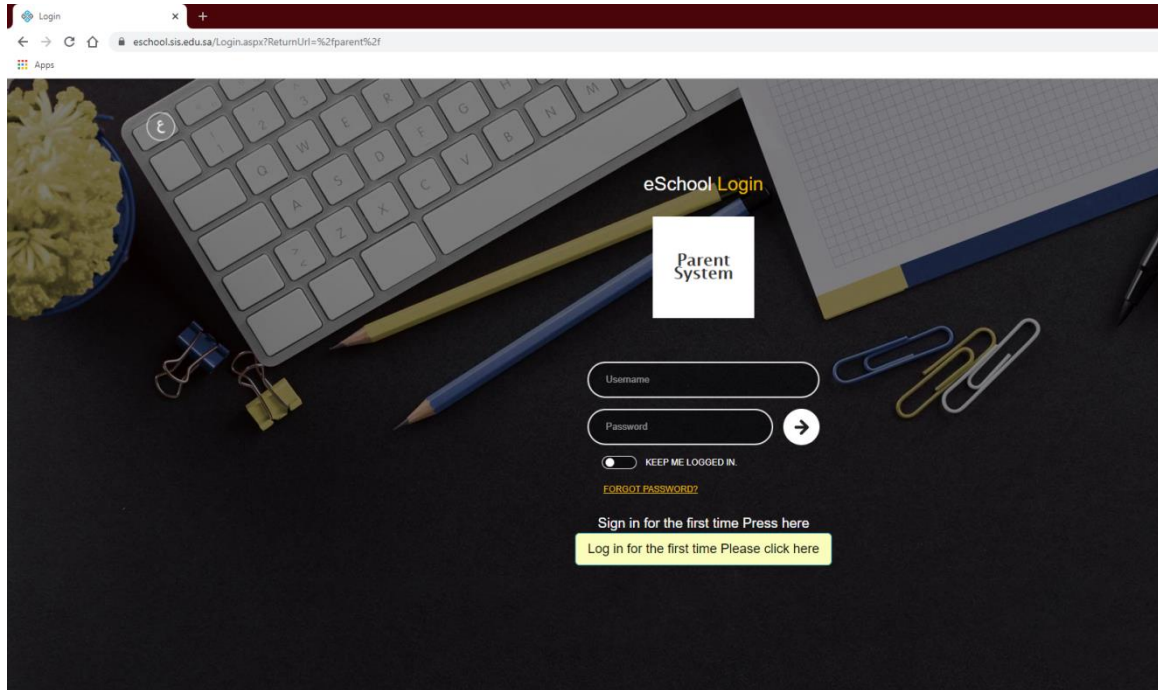 Login
eschool.sis.edu.sa/Login.aspx?ReturnUrl=%2fparent%2f
Apps
ع
eSchool Login
Parent
System
Username
Password
KEEP ME LOGGED IN.
FORGOT PASSWORD?
Sign in for the first time Press here
Log in for the first time Please click here